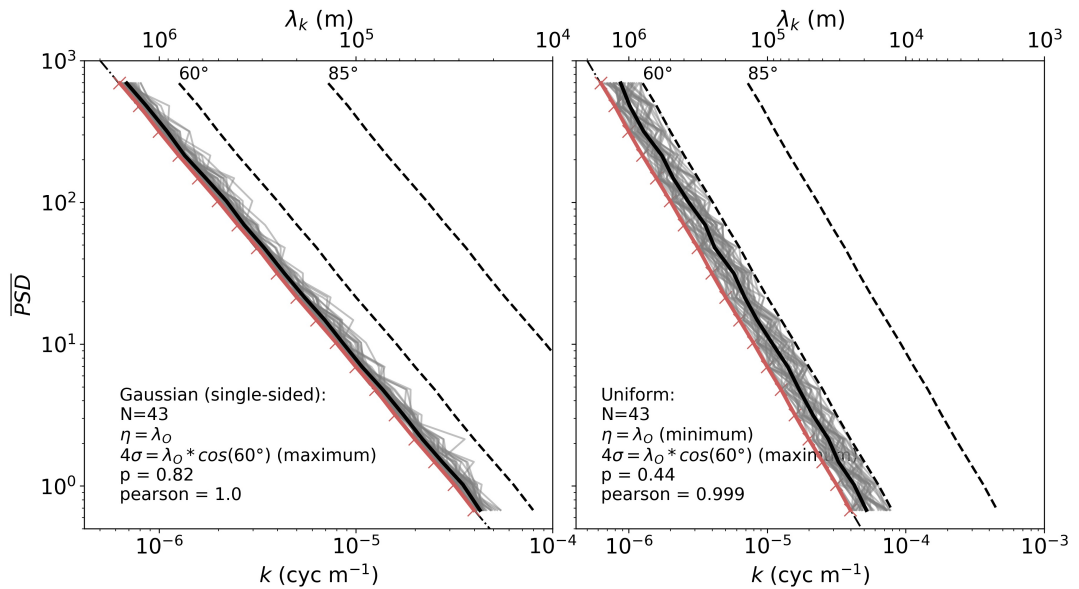 λk (m)
λk (m)
10^6
10^5
10^4
10^6
10^5
10^4
10^3
10^3
60°
85°
60°
85°
10^2
PSD
10^1
10^0
Gaussian (single-sided):
N=43
η = λO
4σ = λO * cos(60°) (maximum)
p = 0.82
pearson = 1.0
Uniform:
N=43
η = λO (minimum)
4σ = λO * cos(60°) (maximum)
p = 0.44
pearson = 0.999
10^-6
10^-5
10^-4
10^-6
10^-5
10^-4
10^-3
k (cyc m^-1)
k (cyc m^-1)